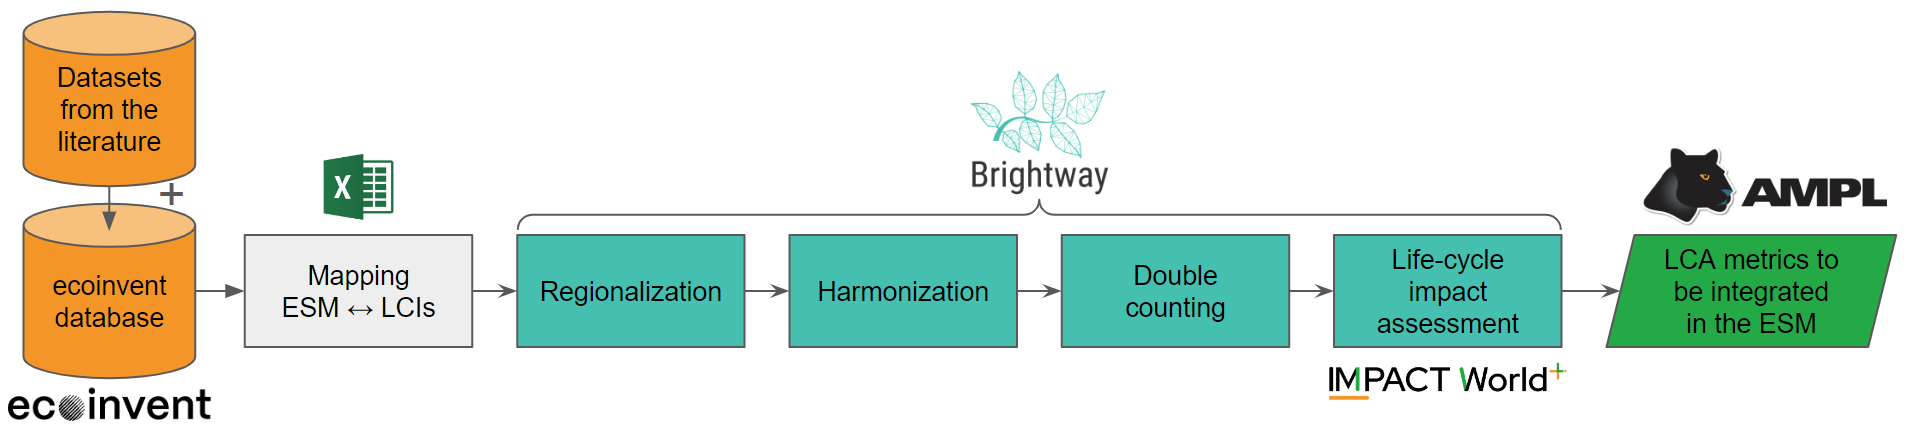 Datasets
from the
literature
+
ecoinvent
database
ecoinvent
X
Mapping
ESM ↔ LCIs
Brightway
Regionalization
Harmonization
Double
counting
Life-cycle
impact
assessment
IMPACT World+
AMPL
LCA metrics to
be integrated
in the ESM